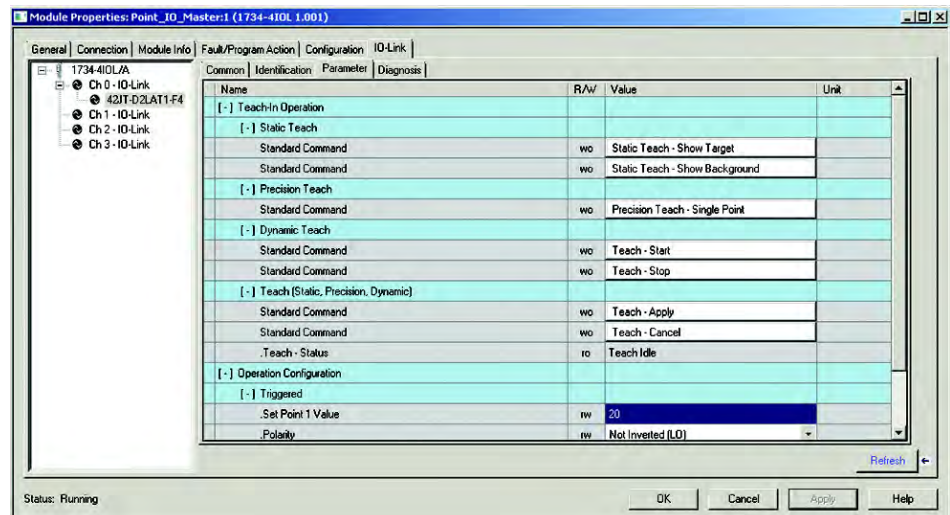 Module Properties: Point_IO_Master:1 (1734-4IOL 1.001)
General Connection Module Info Fault/Program Action Configuration IO-Link
1734-4IOL/A
Ch 0 - IO-Link
42JT-D2LAT1-F4
Ch 1 - IO-Link
Ch 2 - IO-Link
Ch 3 - IO-Link
Common Identification Parameter Diagnosis
Name R/W Value Unit
[-] Teach-In Operation
[-] Static Teach
Standard Command wo Static Teach - Show Target
Standard Command wo Static Teach - Show Background
[-] Precision Teach
Standard Command wo Precision Teach - Single Point
[-] Dynamic Teach
Standard Command wo Teach - Start
Standard Command wo Teach - Stop
[-] Teach (Static, Precision, Dynamic)
Standard Command wo Teach - Apply
Standard Command wo Teach - Cancel
.Teach - Status ro Teach Idle
[-] Operation Configuration
[-] Triggered
.Set Point 1 Value rw 20
.Polarity rw Not Inverted (LO)
Refresh
Status: Running
OK Cancel Apply Help